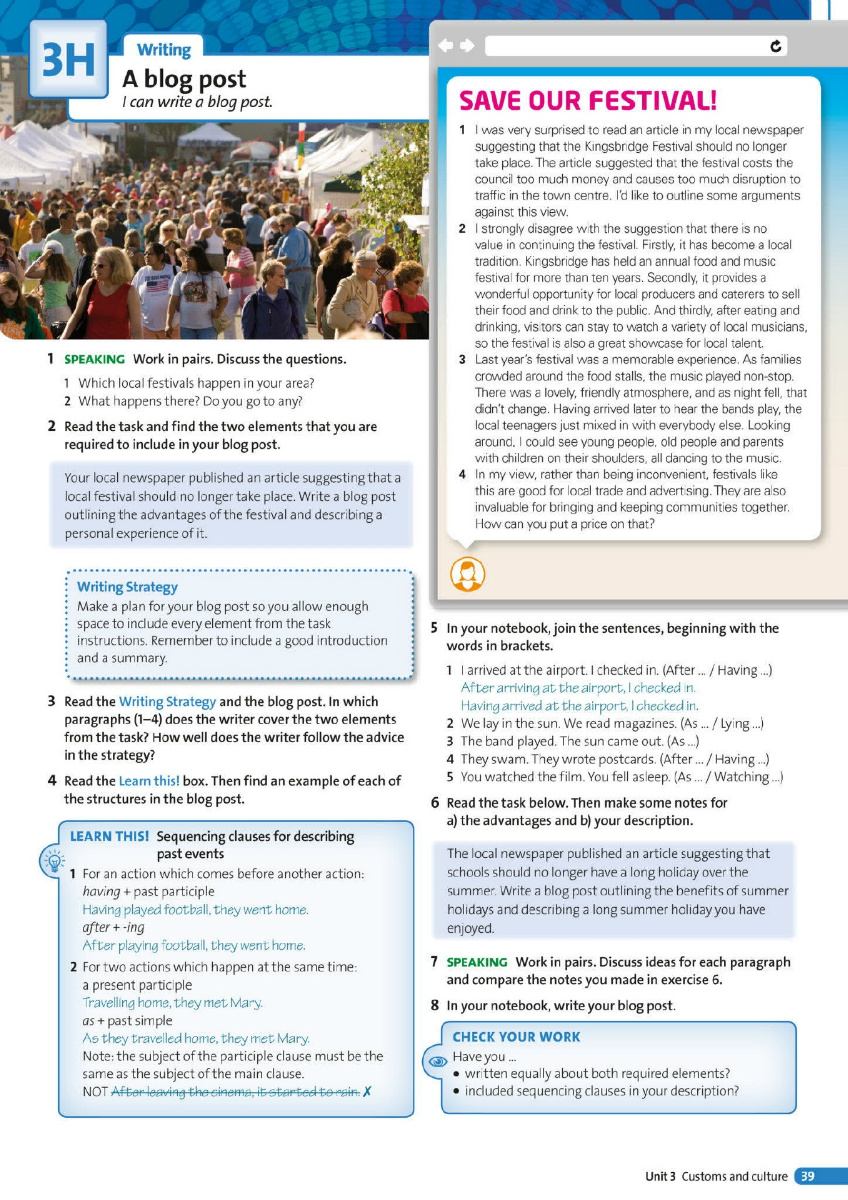 3H
Writing
A blog post
I can write a blog post.
1 SPEAKING Work in pairs. Discuss the questions.
1 Which local festivals happen in your area?
2 What happens there? Do you go to any?
2 Read the task and find the two elements that you are
required to include in your blog post.
Your local newspaper published an article suggesting that a
local festival should no longer take place. Write a blog post
outlining the advantages of the festival and describing a
personal experience of it.
Writing Strategy
Make a plan for your blog post so you allow enough
space to include every element from the task
instructions. Remember to include a good introduction
and a summary.
3 Read the Writing Strategy and the blog post. In which
paragraphs (1–4) does the writer cover the two elements
from the task? How well does the writer follow the advice
in the strategy?
4 Read the Learn this! box. Then find an example of each of
the structures in the blog post.
LEARN THIS! Sequencing clauses for describing
past events
1 For an action which comes before another action:
having + past participle
Having played football, they went home.
after + -ing
After playing football, they went home.
2 For two actions which happen at the same time:
a present participle
Travelling home, they met Mary.
as + past simple
As they travelled home, they met Mary.
Note: the subject of the participle clause must be the
same as the subject of the main clause.
NOT After leaving the cinema, it started to rain. ✗
SAVE OUR FESTIVAL!
1 I was very surprised to read an article in my local newspaper
suggesting that the Kingsbridge Festival should no longer
take place. The article suggested that the festival costs the
council too much money and causes too much disruption to
traffic in the town centre. I'd like to outline some arguments
against this view.
2 I strongly disagree with the suggestion that there is no
value in continuing the festival. Firstly, it has become a local
tradition. Kingsbridge has held an annual food and music
festival for more than ten years. Secondly, it provides a
wonderful opportunity for local producers and caterers to sell
their food and drink to the public. And thirdly, after eating and
drinking, visitors can stay to watch a variety of local musicians,
so the festival is also a great showcase for local talent.
3 Last year's festival was a memorable experience. As families
crowded around the food stalls, the music played non-stop.
There was a lovely, friendly atmosphere, and as night fell, that
didn't change. Having arrived later to hear the bands play, the
local teenagers just mixed in with everybody else. Looking
around, I could see young people, old people and parents
with children on their shoulders, all dancing to the music.
4 In my view, rather than being inconvenient, festivals like
this are good for local trade and advertising. They are also
invaluable for bringing and keeping communities together.
How can you put a price on that?
5 In your notebook, join the sentences, beginning with the
words in brackets.
1 I arrived at the airport. I checked in. (After ... / Having ...)
After arriving at the airport, I checked in.
Having arrived at the airport, I checked in.
2 We lay in the sun. We read magazines. (As ... / Lying ...)
3 The band played. The sun came out. (As ...)
4 They swam. They wrote postcards. (After ... / Having ...)
5 You watched the film. You fell asleep. (As ... / Watching ...)
6 Read the task below. Then make some notes for
a) the advantages and b) your description.
The local newspaper published an article suggesting that
schools should no longer have a long holiday over the
summer. Write a blog post outlining the benefits of summer
holidays and describing a long summer holiday you have
enjoyed.
7 SPEAKING Work in pairs. Discuss ideas for each paragraph
and compare the notes you made in exercise 6.
8 In your notebook, write your blog post.
CHECK YOUR WORK
Have you ...
• written equally about both required elements?
• included sequencing clauses in your description?
Unit 3 Customs and culture 39